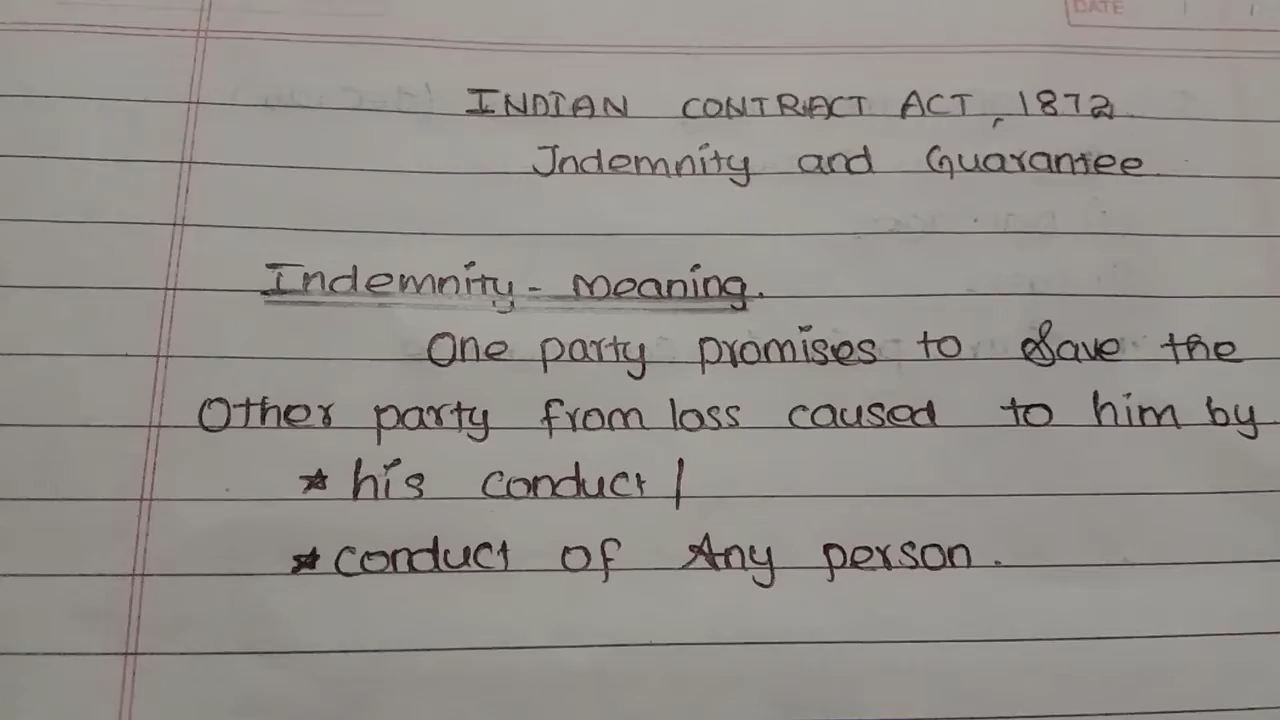 DATE
INDIAN CONTRACT ACT, 1872
Indemnity and Guarantee
Indemnity - Meaning.
One party promises to Save the
Other party from loss caused to him by
* his conduct /
* conduct of Any person.